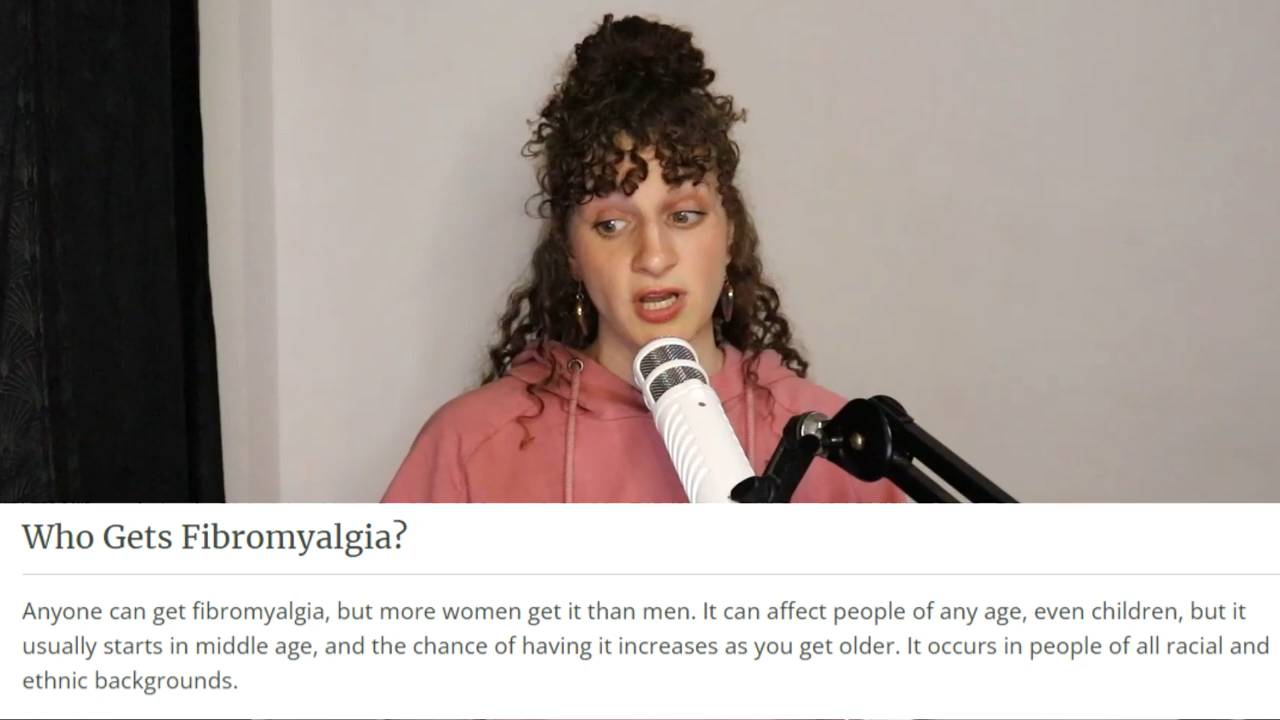 Who Gets Fibromyalgia?
Anyone can get fibromyalgia, but more women get it than men. It can affect people of any age, even children, but it
usually starts in middle age, and the chance of having it increases as you get older. It occurs in people of all racial and
ethnic backgrounds.